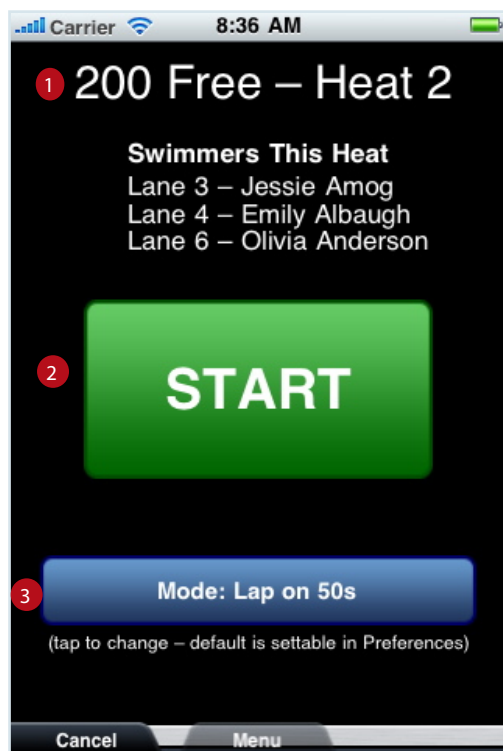 Carrier 8:36 AM
1 200 Free – Heat 2
Swimmers This Heat
Lane 3 – Jessie Amog
Lane 4 – Emily Albaugh
Lane 6 – Olivia Anderson
2 START
3 Mode: Lap on 50s
(tap to change – default is settable in Preferences)
Cancel Menu